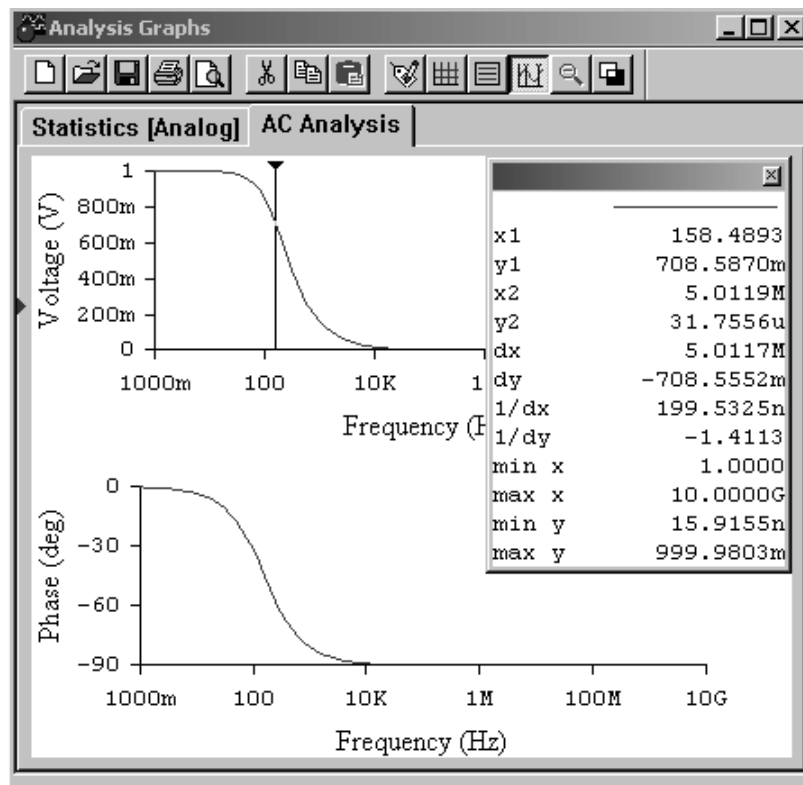 Analysis Graphs
Statistics [Analog] AC Analysis
Voltage (V)
1
800m
600m
400m
200m
0
1000m 100 10K 1
Frequency (H
x1 158.4893
y1 708.5870m
x2 5.0119M
y2 31.7556u
dx 5.0117M
dy -708.5552m
1/dx 199.5325n
1/dy -1.4113
min x 1.0000
max x 10.0000G
min y 15.9155n
max y 999.9803m
Phase (deg)
0
-30
-60
-90
1000m 100 10K 1M 100M 10G
Frequency (Hz)